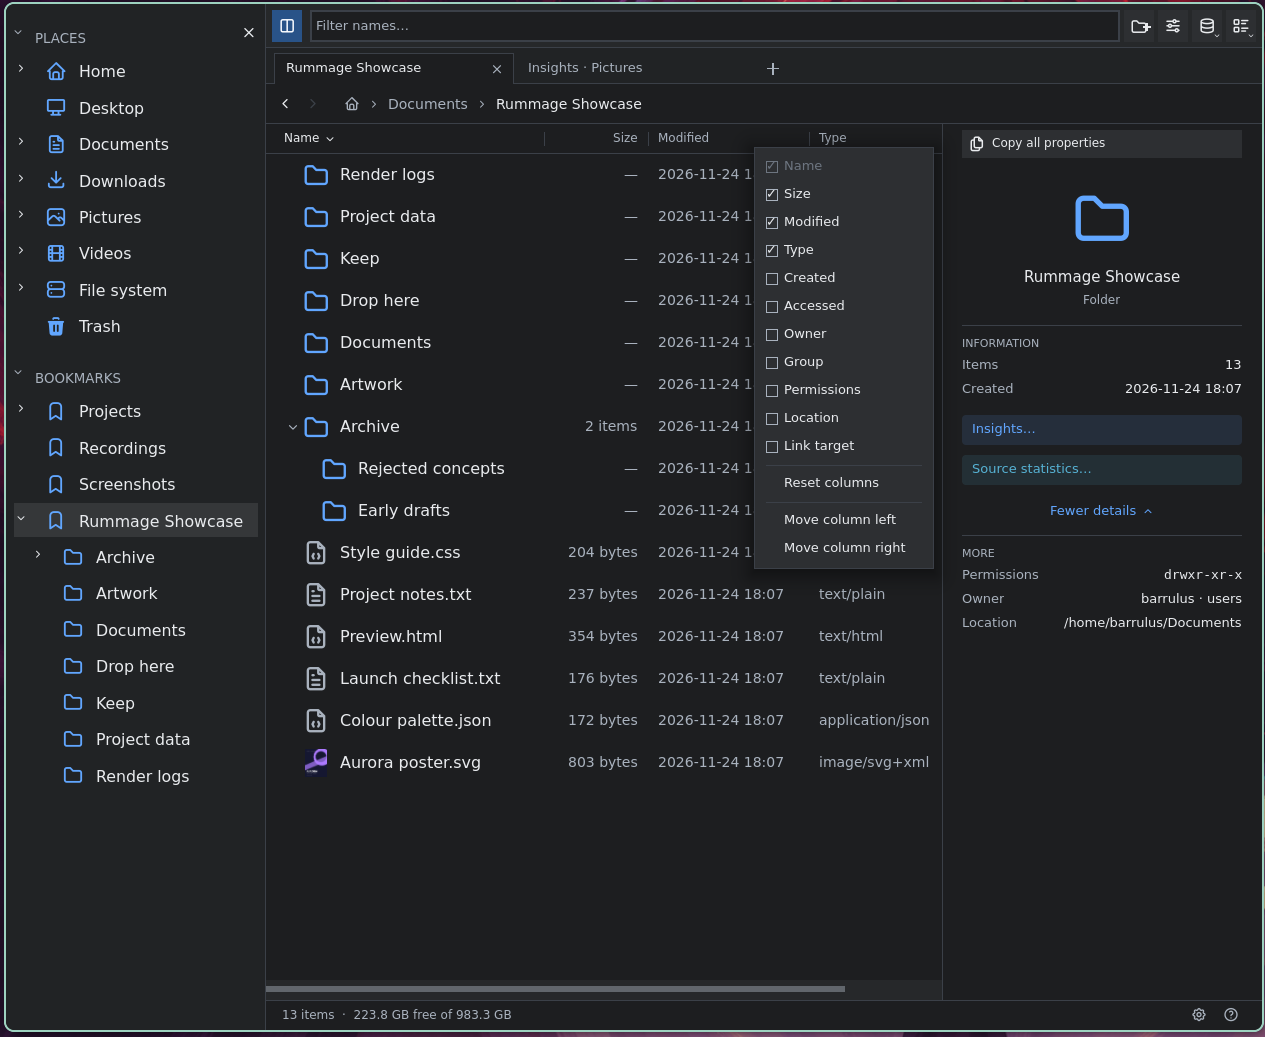 PLACES
Home
Desktop
Documents
Downloads
Pictures
Videos
File system
Trash
BOOKMARKS
Projects
Recordings
Screenshots
Rummage Showcase
Archive
Artwork
Documents
Drop here
Keep
Project data
Render logs
Filter names...
Rummage Showcase
Insights · Pictures
Documents
Rummage Showcase
Name Size Modified Type
Render logs — 2026-11-24 1
Project data — 2026-11-24 1
Keep — 2026-11-24 1
Drop here — 2026-11-24 1
Documents — 2026-11-24 1
Artwork — 2026-11-24 1
Archive 2 items 2026-11-24 1
Rejected concepts — 2026-11-24 1
Early drafts — 2026-11-24 1
Style guide.css 204 bytes 2026-11-24 1
Project notes.txt 237 bytes 2026-11-24 18:07 text/plain
Preview.html 354 bytes 2026-11-24 18:07 text/html
Launch checklist.txt 176 bytes 2026-11-24 18:07 text/plain
Colour palette.json 172 bytes 2026-11-24 18:07 application/json
Aurora poster.svg 803 bytes 2026-11-24 18:07 image/svg+xml
Name
Size
Modified
Type
Created
Accessed
Owner
Group
Permissions
Location
Link target
Reset columns
Move column left
Move column right
Copy all properties
Rummage Showcase
Folder
INFORMATION
Items 13
Created 2026-11-24 18:07
Insights...
Source statistics...
Fewer details
MORE
Permissions drwxr-xr-x
Owner barrulus · users
Location /home/barrulus/Documents
13 items · 223.8 GB free of 983.3 GB